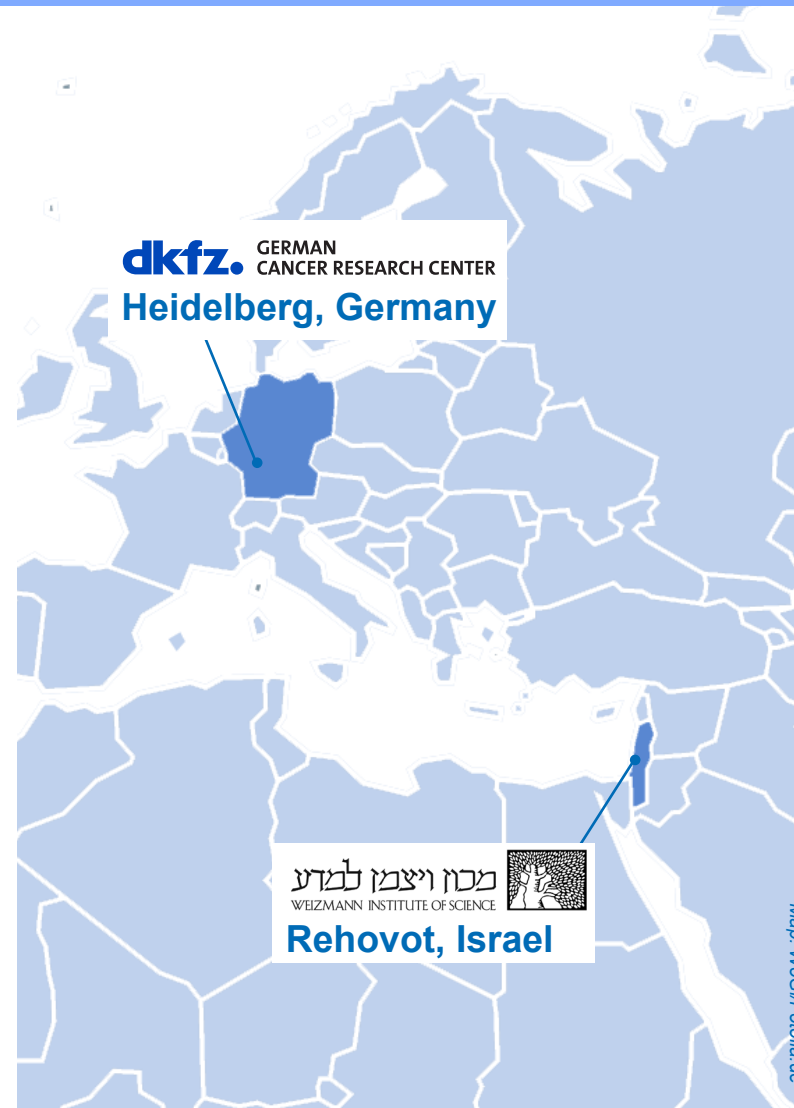 dkfz. GERMAN
CANCER RESEARCH CENTER
Heidelberg, Germany
מכון ויצמן למדע
WEIZMANN INSTITUTE OF SCIENCE
Rehovot, Israel